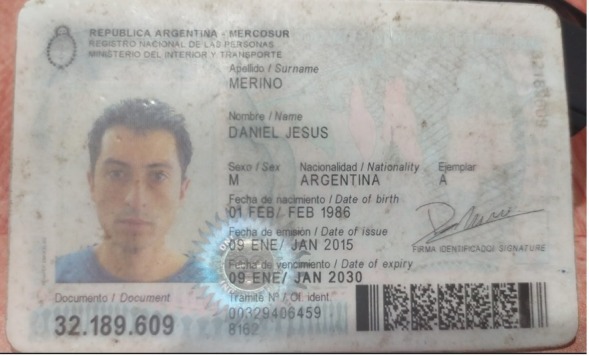 REPUBLICA ARGENTINA - MERCOSUR
REGISTRO NACIONAL DE LAS PERSONAS
MINISTERIO DEL INTERIOR Y TRANSPORTE
Apellido / Surname
MERINO
Nombre / Name
DANIEL JESUS
Sexo / Sex Nacionalidad / Nationality Ejemplar
M ARGENTINA A
Fecha de nacimiento / Date of birth
01 FEB/ FEB 1986
Fecha de emisión / Date of issue
09 ENE/ JAN 2015
FIRMA IDENTIFICADO/ SIGNATURE
Fecha de vencimiento / Date of expiry
09 ENE/ JAN 2030
Documento / Document
32.189.609
Trámite Nº / Of. ident.
00329406459
8162